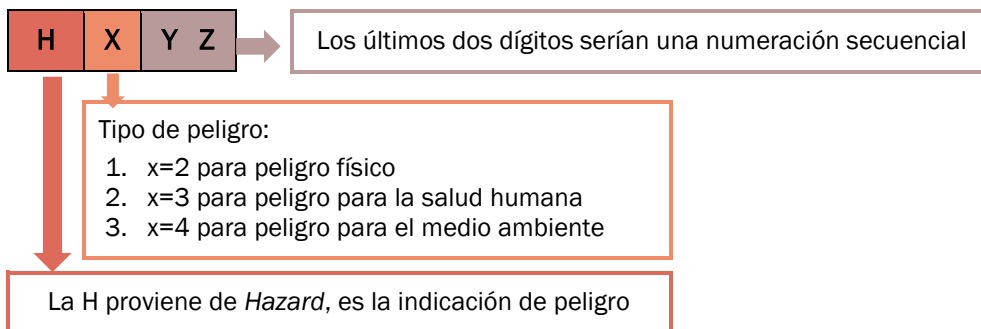 H X Y Z
Los últimos dos dígitos serían una numeración secuencial
Tipo de peligro:
1. x=2 para peligro físico
2. x=3 para peligro para la salud humana
3. x=4 para peligro para el medio ambiente
La H proviene de Hazard, es la indicación de peligro